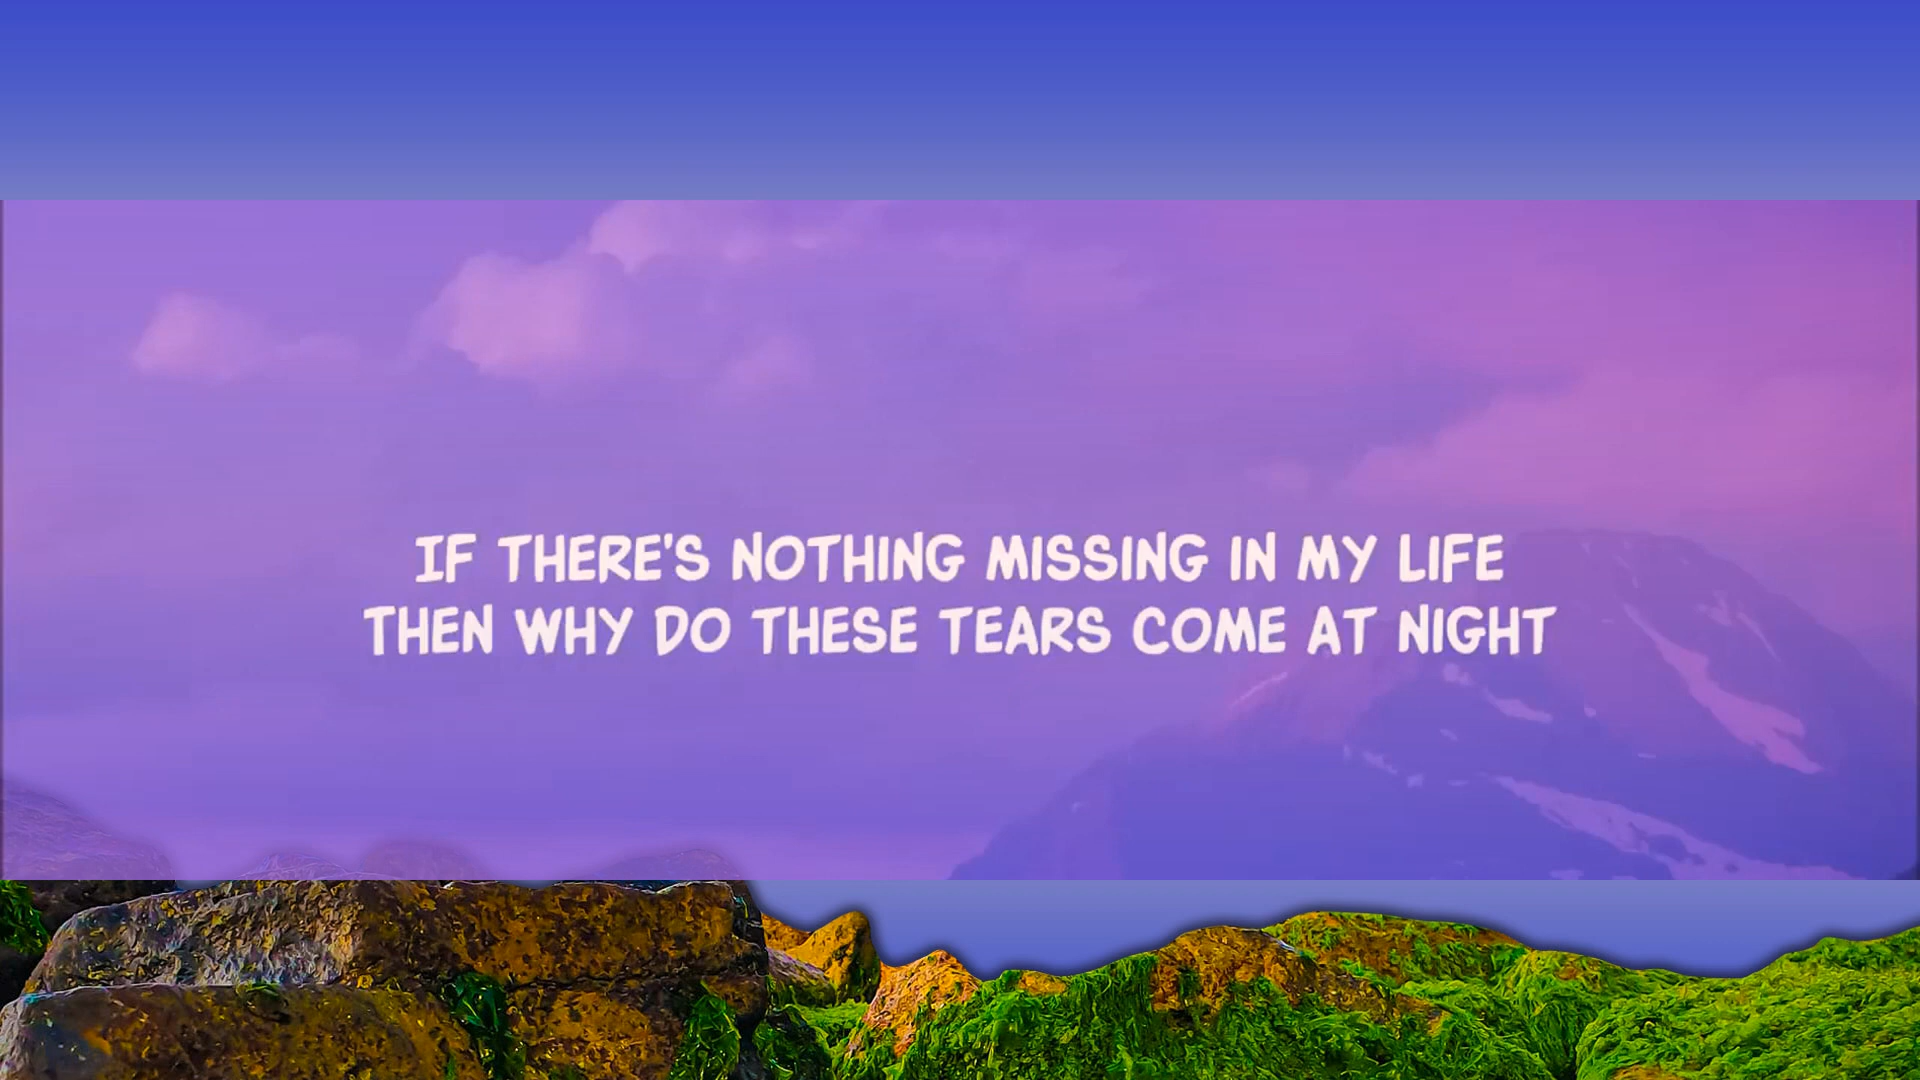 IF THERE'S NOTHING MISSING IN MY LIFE
THEN WHY DO THESE TEARS COME AT NIGHT